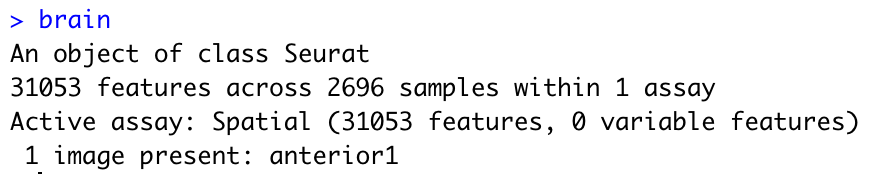 > brain
An object of class Seurat
31053 features across 2696 samples within 1 assay
Active assay: Spatial (31053 features, 0 variable features)
 1 image present: anterior1